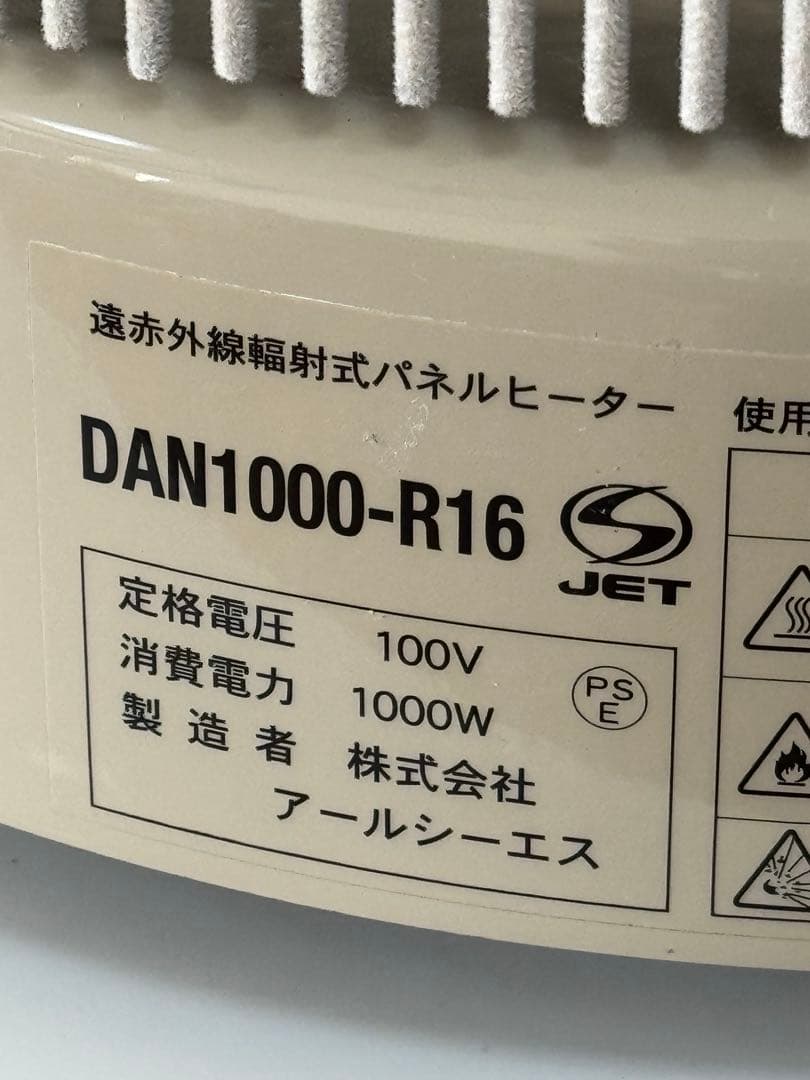 遠赤外線輻射式パネルヒーター
DAN1000-R16
JET
定格電圧 100V
消費電力 1000W
PS
E
製造者 株式会社
アールシーエス
使用